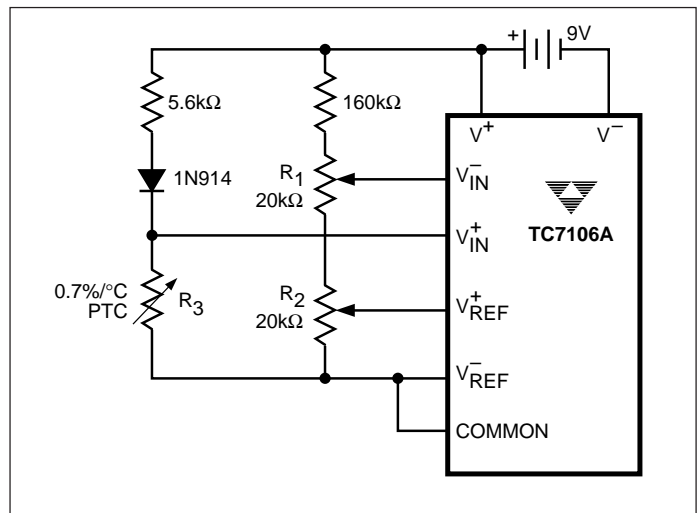 +
9V
5.6kΩ
160kΩ
V+
V−
1N914
R1
20kΩ
V−IN
TC7106A
V+IN
0.7%/°C
PTC
R3
R2
20kΩ
V+REF
V−REF
COMMON